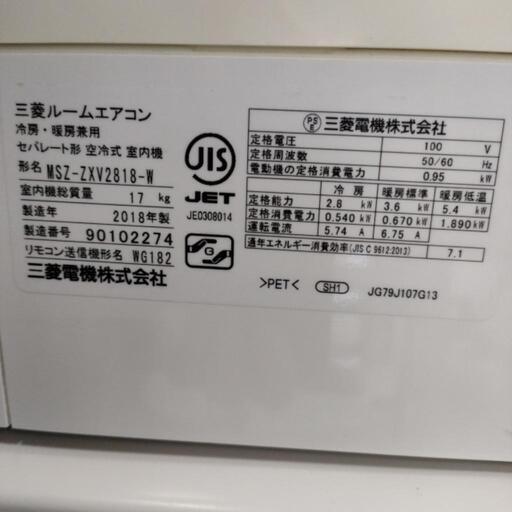 三菱ルームエアコン
冷房・暖房兼用
セパレート形 空冷式 室内機
形名 MSZ-ZXV2818-W
室内機総質量 17 kg
製造年 2018年製
製造番号 90102274
リモコン送信機形名 WG182
三菱電機株式会社
JIS
JET
JE0308014
PSE 三菱電機株式会社
定格電圧 100 V
定格周波数 50/60 Hz
電動機の定格消費電力 0.95 kW
冷 房 暖房標準 暖房低温
定格能力 2.8 kW 3.6 kW 5.4 kW
定格消費電力 0.540 kW 0.670 kW 1.890 kW
運転電流 5.74 A 6.75 A
通年エネルギー消費効率(JIS C 9612:2013) 7.1
>PET< SH1 JG79J107G13